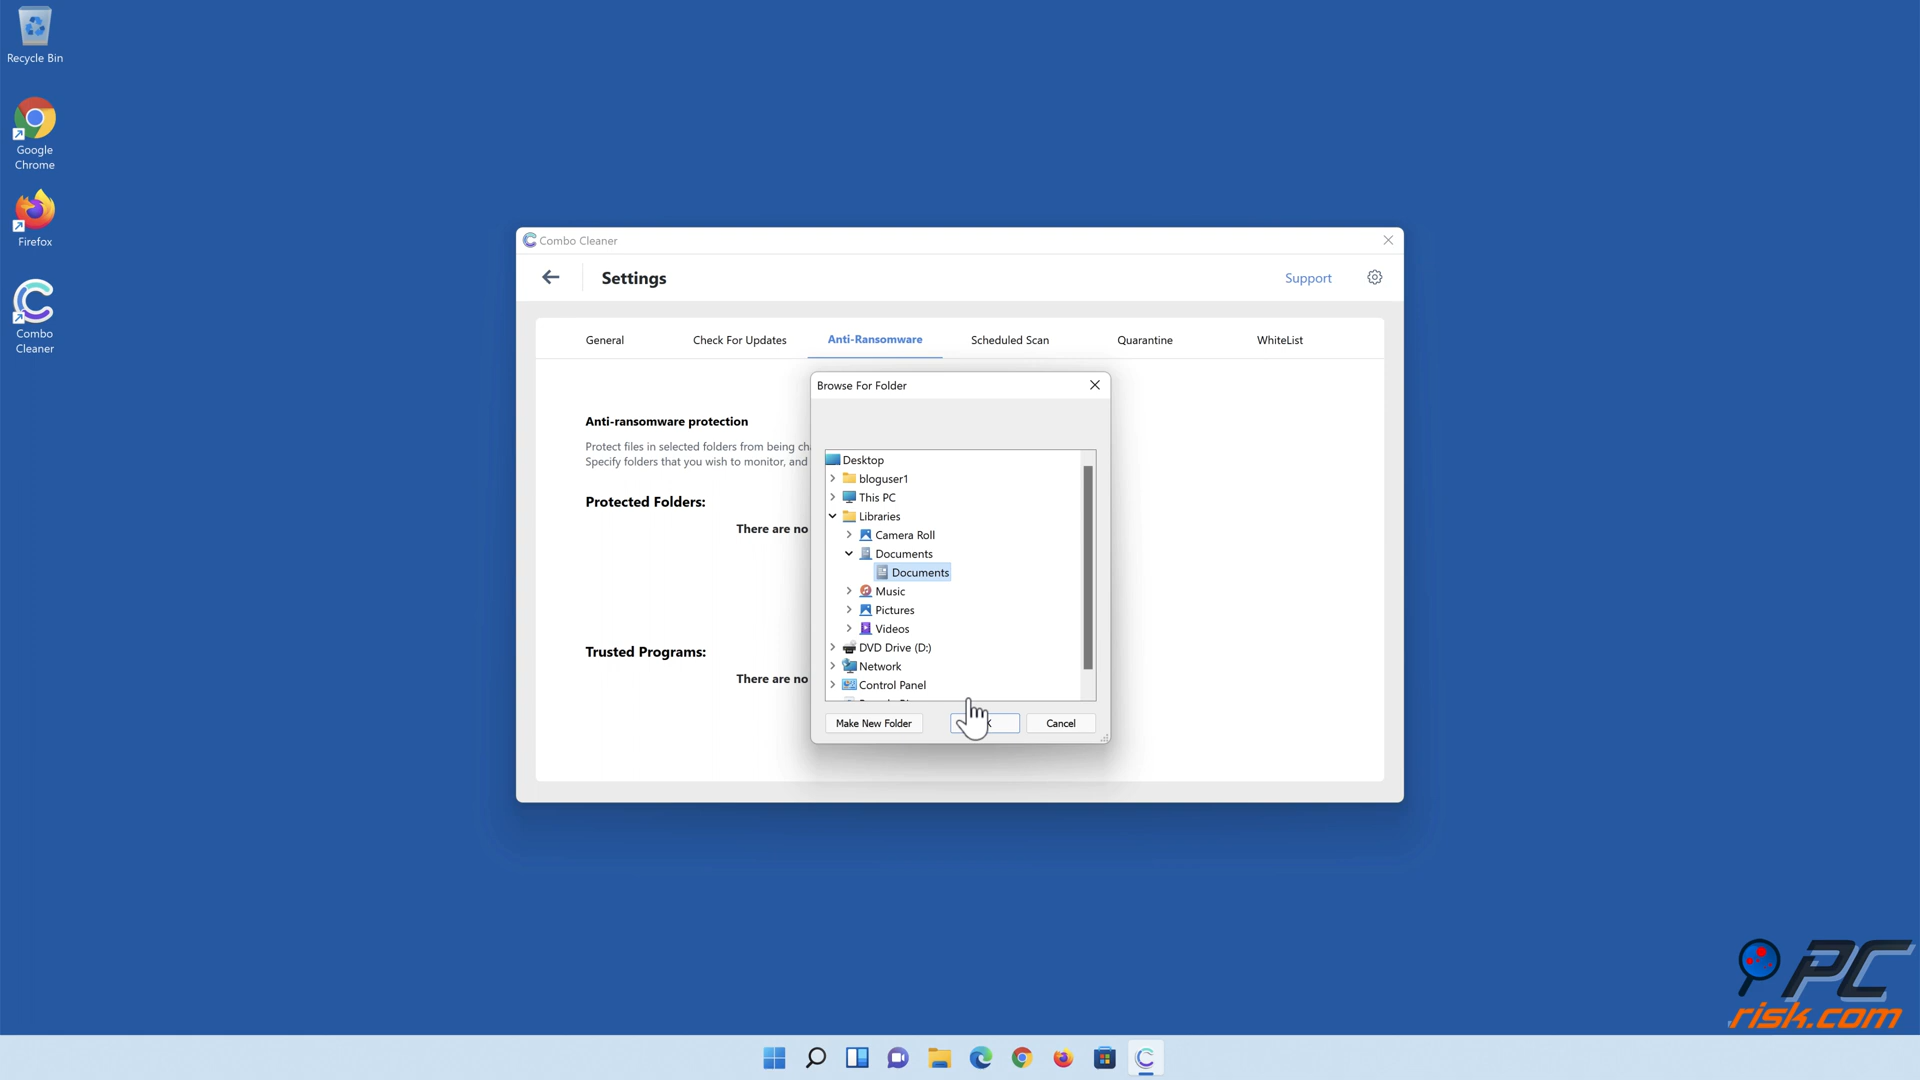 Recycle Bin
Google
Chrome
Firefox
Combo
Cleaner
Combo Cleaner
Settings
Support
General
Check For Updates
Anti-Ransomware
Scheduled Scan
Quarantine
WhiteList
Anti-ransomware protection
Protect files in selected folders from being
Specify folders that you wish to monitor, and
Protected Folders:
There are no
Trusted Programs:
There are no
Browse For Folder
Desktop
bloguser1
This PC
Libraries
Camera Roll
Documents
Documents
Music
Pictures
Videos
DVD Drive (D:)
Network
Control Panel
Make New Folder
Cancel
PC
risk.com